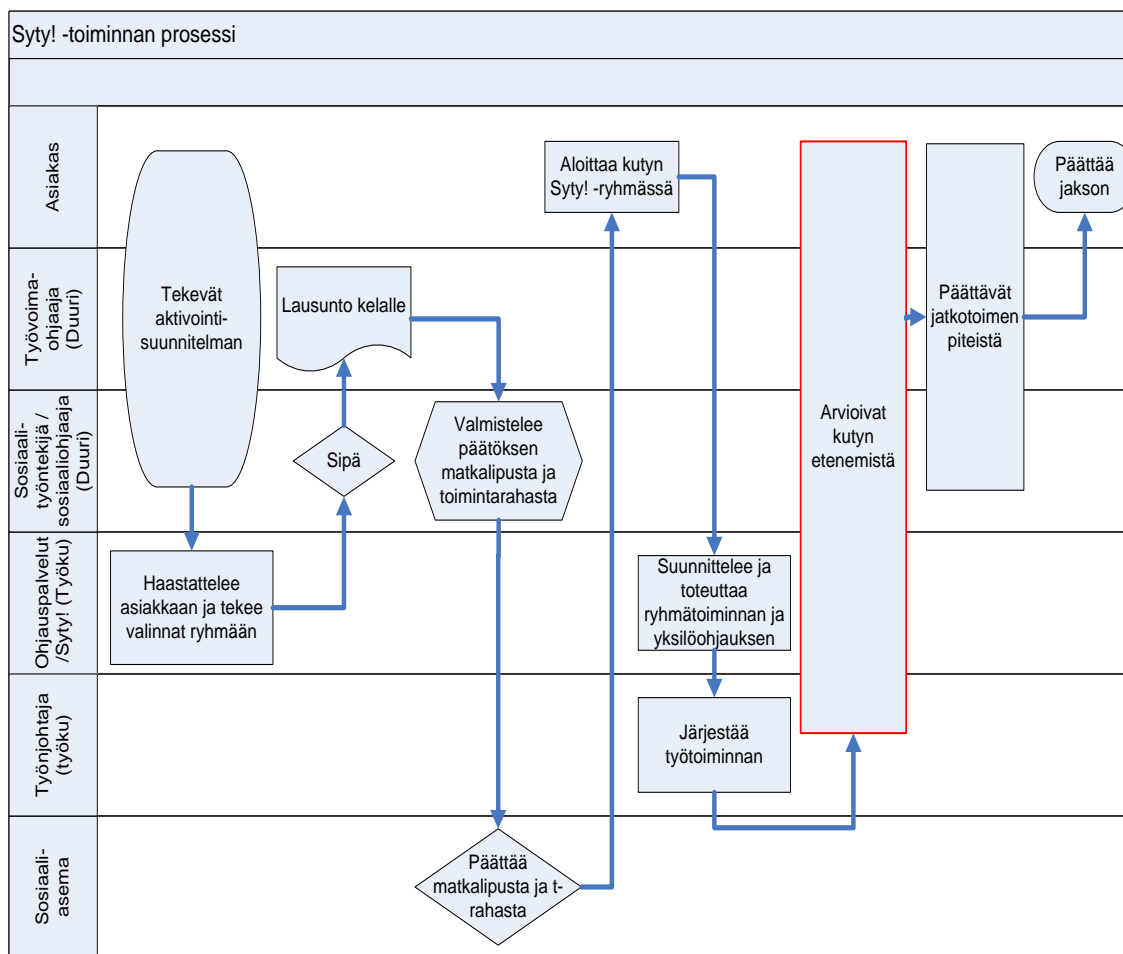 Syty! -toiminnan prosessi
Asiakas
Työvoima-
ohjaaja
(Duuri)
Sosiaali-
työntekijä /
sosiaaliohjaaja
(Duuri)
Ohjauspalvelut
/Syty! (Työku)
Työnjohtaja
(työku)
Sosiaali-
asema
Tekevät
aktivointi-
suunnitelman
Haastattelee
asiakkaan ja tekee
valinnat ryhmään
Sipä
Lausunto kelalle
Valmistelee
päätöksen
matkalipusta ja
toimintarahasta
Päättää
matkalipusta ja t-
rahasta
Aloittaa kutyn
Syty! -ryhmässä
Suunnittelee ja
toteuttaa
ryhmätoiminnan ja
yksilöohjauksen
Järjestää
työtoiminnan
Arvioivat
kutyn
etenemistä
Päättävät
jatkotoimen
piteistä
Päättää
jakson